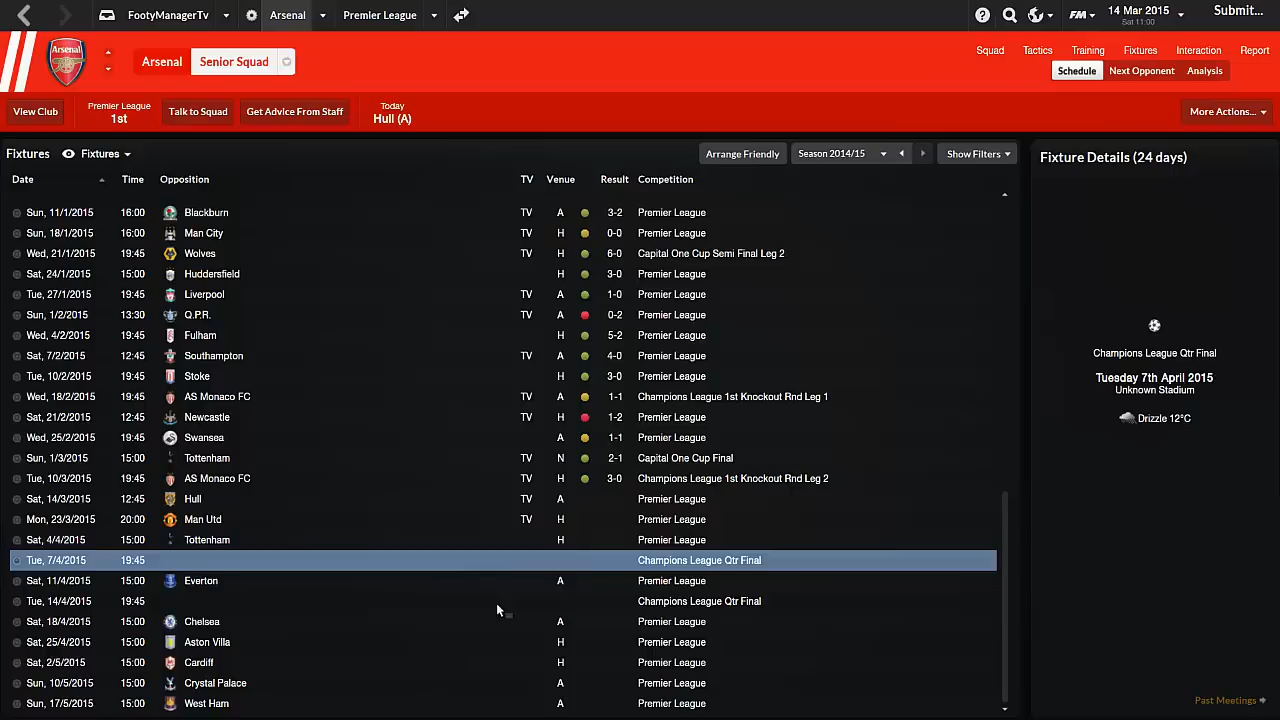 FootyManagerTv Arsenal Premier League FM 14 Mar 2015 Submit...
Sat 11:00
Arsenal Senior Squad Squad Tactics Training Fixtures Interaction Report
Schedule Next Opponent Analysis
View Club Premier League 1st Talk to Squad Get Advice From Staff Today Hull (A) More Actions...
Fixtures Fixtures Arrange Friendly Season 2014/15 Show Filters Fixture Details (24 days)
Date Time Opposition TV Venue Result Competition
Sun, 11/1/2015 16:00 Blackburn TV A 3-2 Premier League
Sun, 18/1/2015 16:00 Man City TV H 0-0 Premier League
Wed, 21/1/2015 19:45 Wolves TV H 6-0 Capital One Cup Semi Final Leg 2
Sat, 24/1/2015 15:00 Huddersfield H 3-0 Premier League
Tue, 27/1/2015 19:45 Liverpool TV A 1-0 Premier League
Sun, 1/2/2015 13:30 Q.P.R. TV A 0-2 Premier League
Wed, 4/2/2015 19:45 Fulham H 5-2 Premier League
Sat, 7/2/2015 12:45 Southampton TV A 4-0 Premier League
Tue, 10/2/2015 19:45 Stoke H 3-0 Premier League
Wed, 18/2/2015 19:45 AS Monaco FC TV A 1-1 Champions League 1st Knockout Rnd Leg 1
Sat, 21/2/2015 12:45 Newcastle TV H 1-2 Premier League
Wed, 25/2/2015 19:45 Swansea A 1-1 Premier League
Sun, 1/3/2015 15:00 Tottenham TV N 2-1 Capital One Cup Final
Tue, 10/3/2015 19:45 AS Monaco FC TV H 3-0 Champions League 1st Knockout Rnd Leg 2
Sat, 14/3/2015 12:45 Hull TV A Premier League
Mon, 23/3/2015 20:00 Man Utd TV H Premier League
Sat, 4/4/2015 15:00 Tottenham H Premier League
Tue, 7/4/2015 19:45 Champions League Qtr Final
Sat, 11/4/2015 15:00 Everton A Premier League
Tue, 14/4/2015 19:45 Champions League Qtr Final
Sat, 18/4/2015 15:00 Chelsea A Premier League
Sat, 25/4/2015 15:00 Aston Villa H Premier League
Sat, 2/5/2015 15:00 Cardiff H Premier League
Sun, 10/5/2015 15:00 Crystal Palace A Premier League
Sun, 17/5/2015 15:00 West Ham A Premier League
Champions League Qtr Final
Tuesday 7th April 2015
Unknown Stadium
Drizzle 12°C
Past Meetings